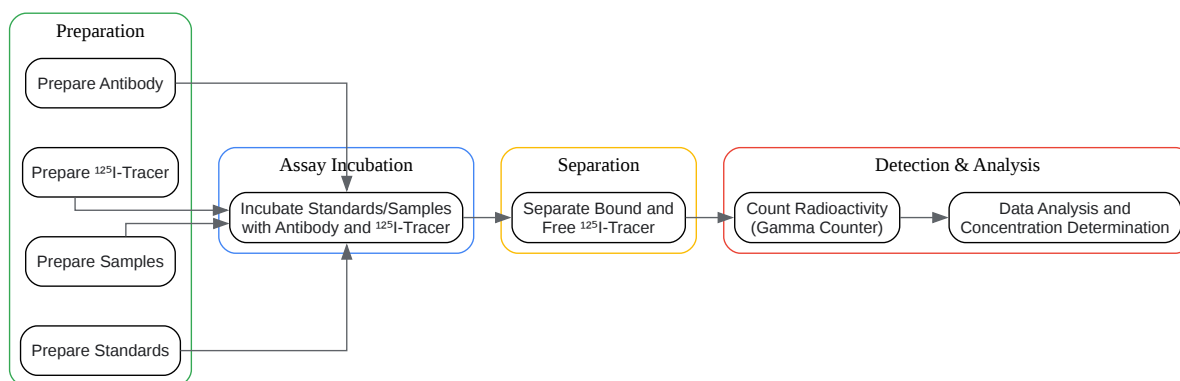 Preparation
Prepare Antibody
Prepare ¹²⁵I-Tracer
Prepare Samples
Prepare Standards
Assay Incubation
Incubate Standards/Samples
with Antibody and ¹²⁵I-Tracer
Separation
Separate Bound and
Free ¹²⁵I-Tracer
Detection & Analysis
Count Radioactivity
(Gamma Counter)
Data Analysis and
Concentration Determination